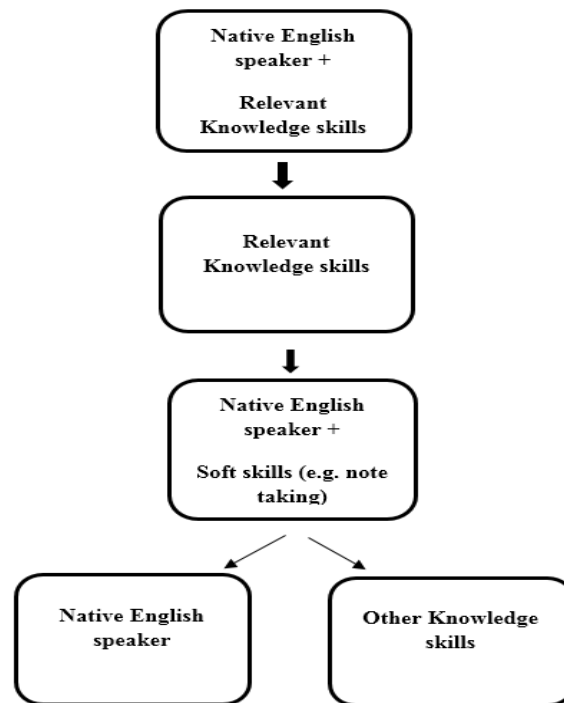 Native English
speaker +
Relevant
Knowledge skills
Relevant
Knowledge skills
Native English
speaker +
Soft skills (e.g. note
taking)
Native English
speaker
Other Knowledge
skills